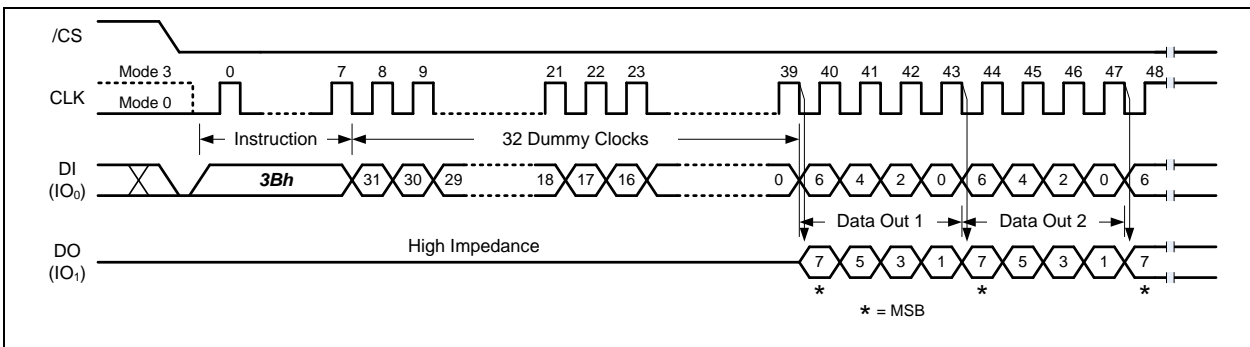 /CS
Mode 3 0 7 8 9 21 22 23 39 40 41 42 43 44 45 46 47 48
CLK
Mode 0
Instruction 32 Dummy Clocks
DI
(IO₀)
3Bh 31 30 29 18 17 16 0 6 4 2 0 6 4 2 0 6
Data Out 1 Data Out 2
DO
(IO₁)
High Impedance
7 5 3 1 7 5 3 1 7
* * *
* = MSB